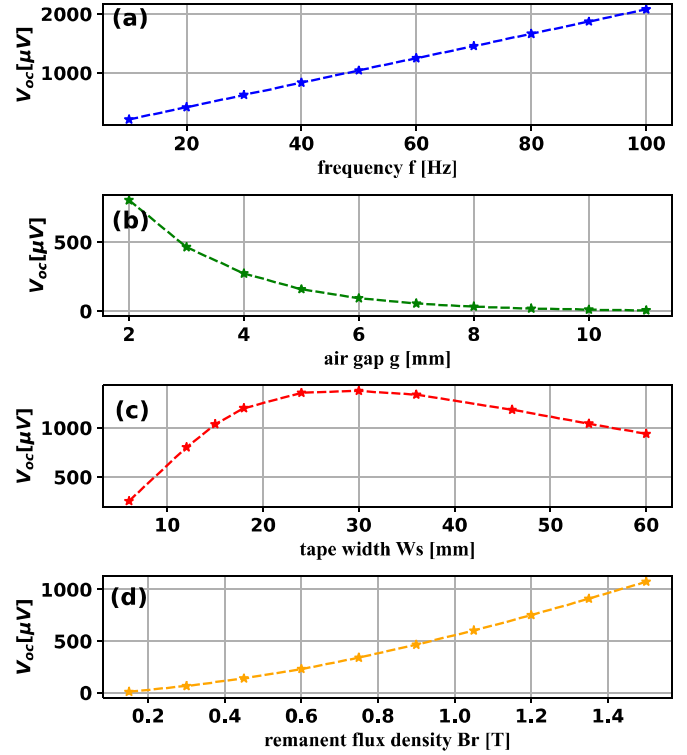 (a)
V_oc[μV]
2000
1000
20 40 60 80 100
frequency f [Hz]
(b)
V_oc[μV]
500
0
2 4 6 8 10
air gap g [mm]
(c)
V_oc[μV]
1000
500
10 20 30 40 50 60
tape width Ws [mm]
(d)
V_oc[μV]
1000
500
0
0.2 0.4 0.6 0.8 1.0 1.2 1.4
remanent flux density Br [T]